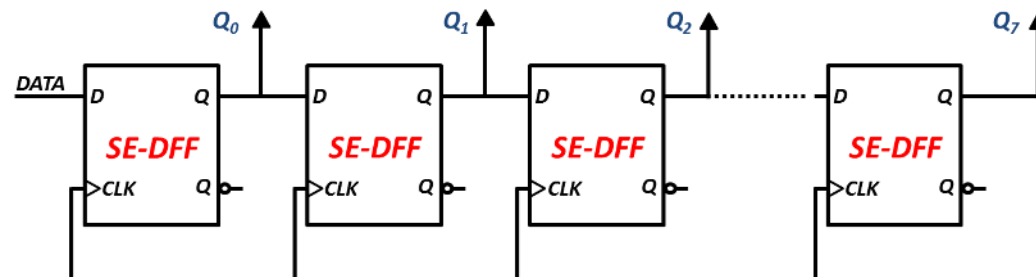 Q0 Q1 Q2 Q7
DATA D Q D Q D Q D Q
SE-DFF SE-DFF SE-DFF SE-DFF
CLK Q CLK Q CLK Q CLK Q